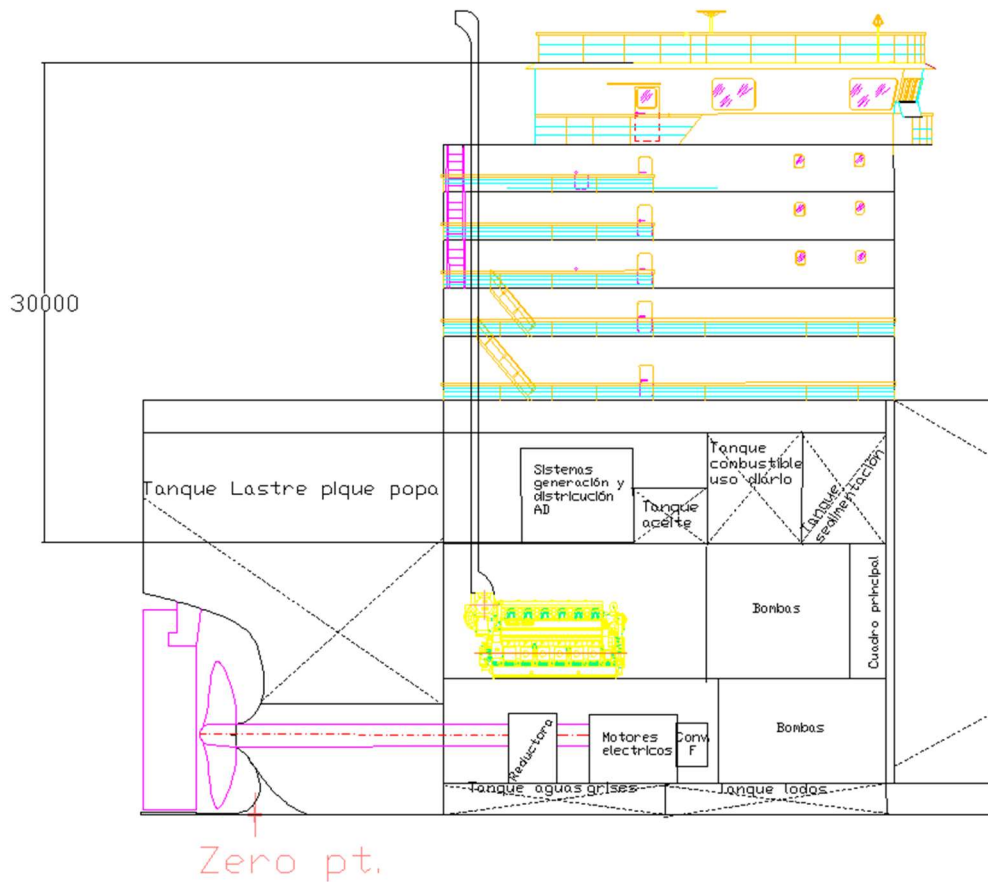 30000
Tanque Lastre pique popa
Sistemas
generación y
districución
AD
Tanque
aceite
Tanque
combustible
uso diario
Tanque
sedimentación
Bombas
Cuadro principal
Reductora
Motores
electricos
Conv.
F
Bombas
Tanque aguas grises
Tanque lodos
Zero pt.